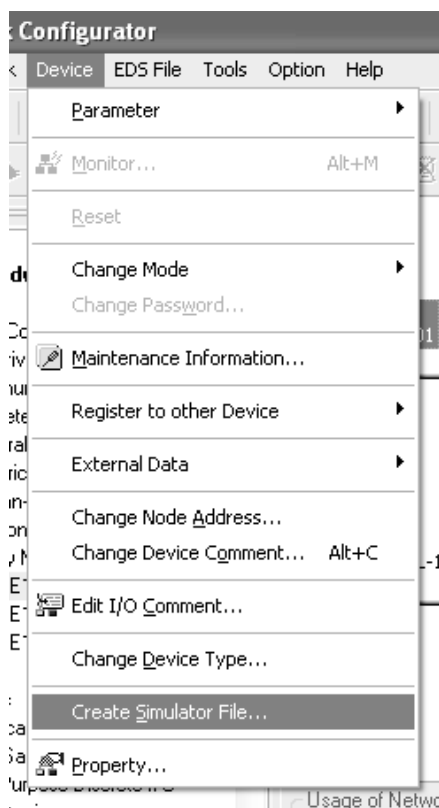 Configurator
Device EDS File Tools Option Help
Parameter
Monitor... Alt+M
Reset
Change Mode
Change Password...
Maintenance Information...
Register to other Device
External Data
Change Node Address...
Change Device Comment... Alt+C
Edit I/O Comment...
Change Device Type...
Create Simulator File...
Property...
Usage of Netwo